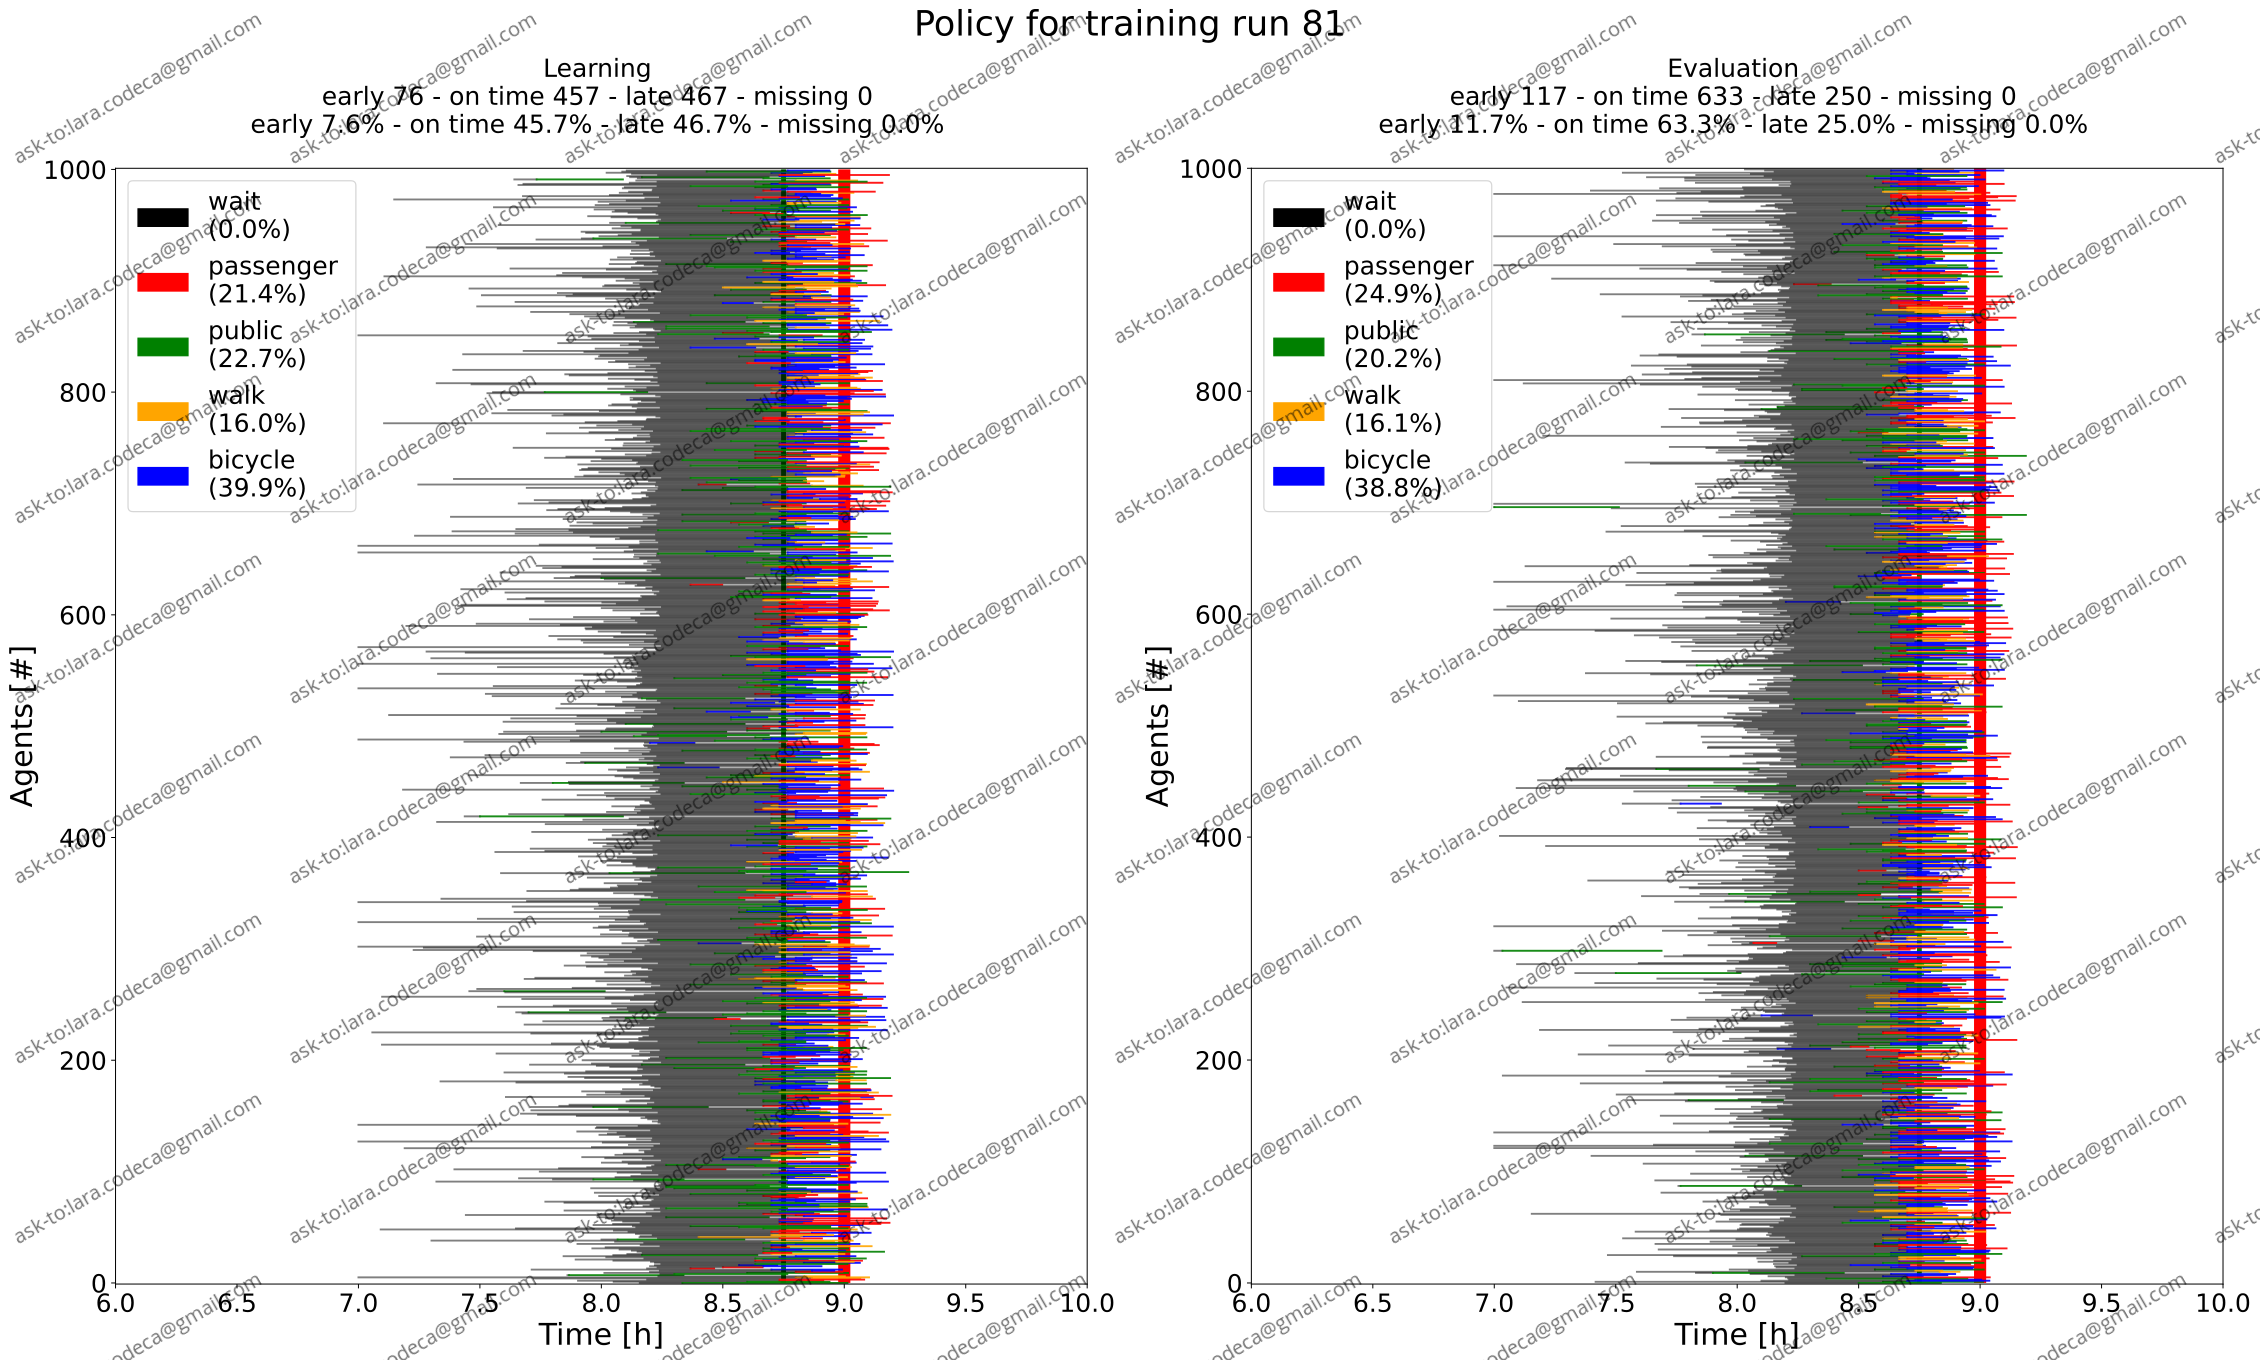 Policy for training run 81
Learning
early 76 - on time 457 - late 467 - missing 0
early 7.6% - on time 45.7% - late 46.7% - missing 0.0%
1000
800
600
400
200
0
Agents [#]
wait
(0.0%)
passenger
(21.4%)
public
(22.7%)
walk
(16.0%)
bicycle
(39.9%)
6.0 6.5 7.0 7.5 8.0 8.5 9.0 9.5 10.0
Time [h]
Evaluation
early 117 - on time 633 - late 250 - missing 0
early 11.7% - on time 63.3% - late 25.0% - missing 0.0%
1000
800
600
400
200
0
Agents [#]
wait
(0.0%)
passenger
(24.9%)
public
(20.2%)
walk
(16.1%)
bicycle
(38.8%)
6.0 6.5 7.0 7.5 8.0 8.5 9.0 9.5 10.0
Time [h]
ask-to:lara.codeca@gmail.com